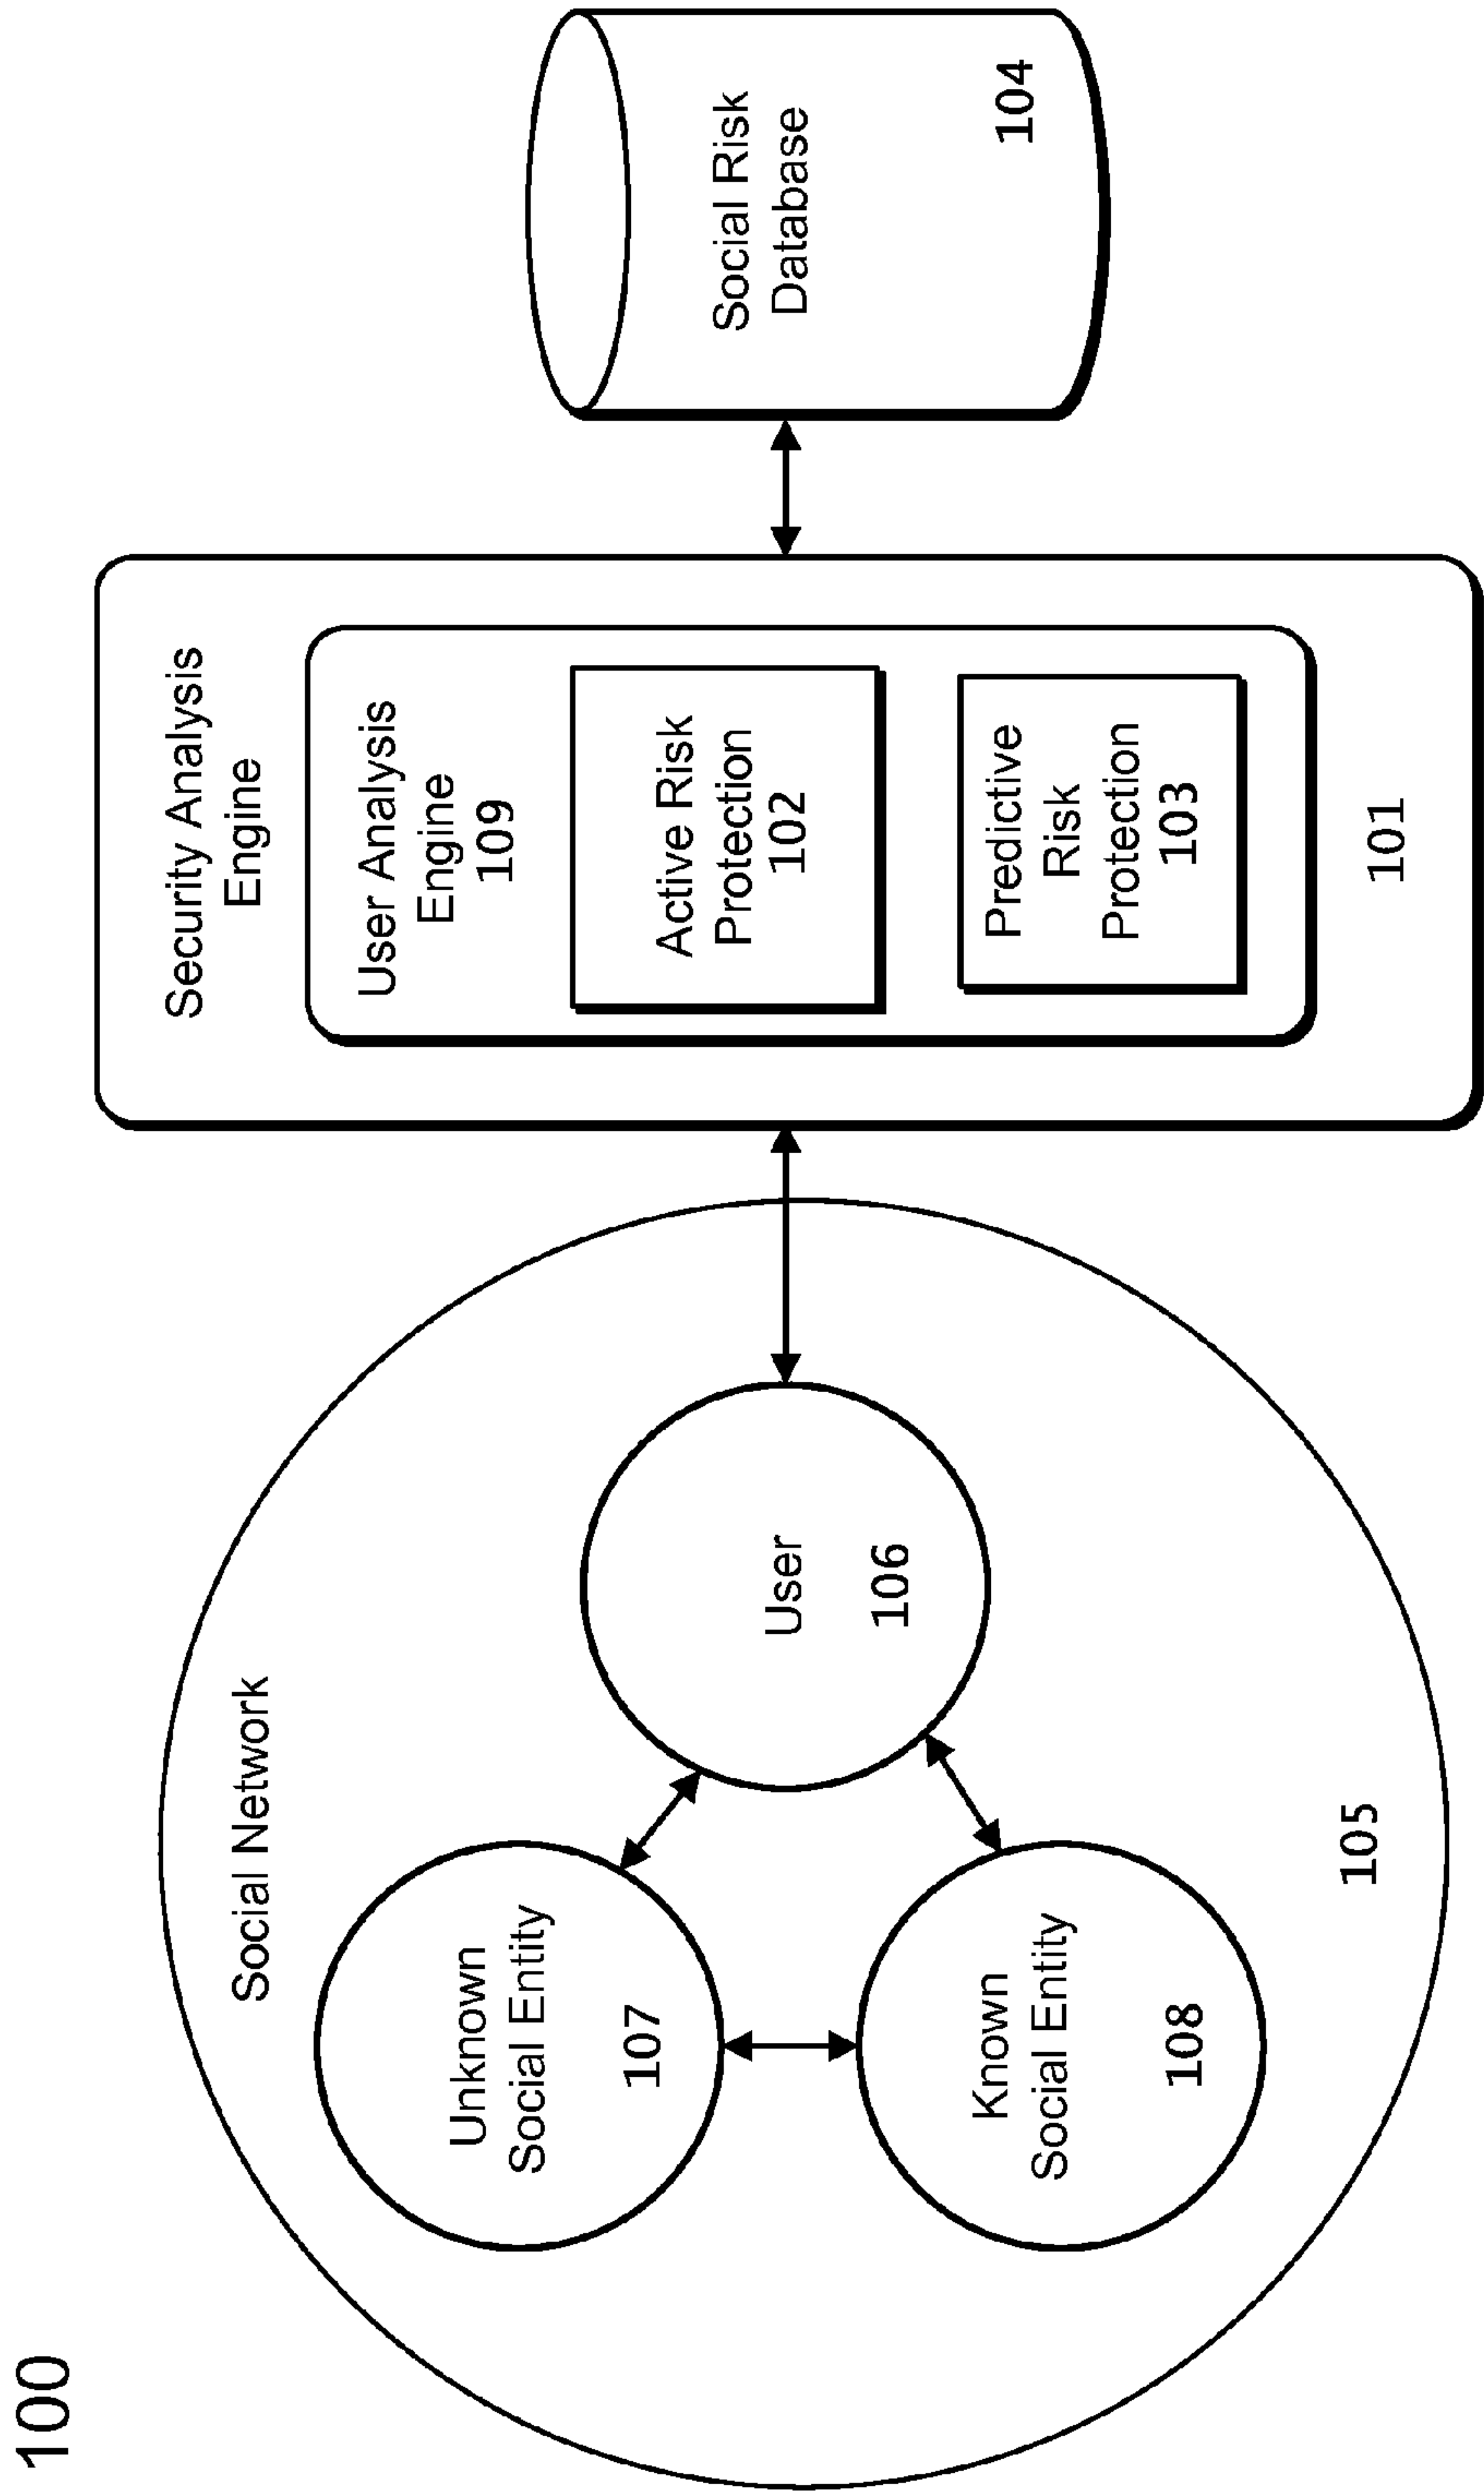 100
Social Network
Unknown
Social Entity
107
User
106
Known
Social Entity
108
105
Security Analysis
Engine
User Analysis
Engine
109
Active Risk
Protection
102
Predictive
Risk
Protection
103
101
Social Risk
Database
104